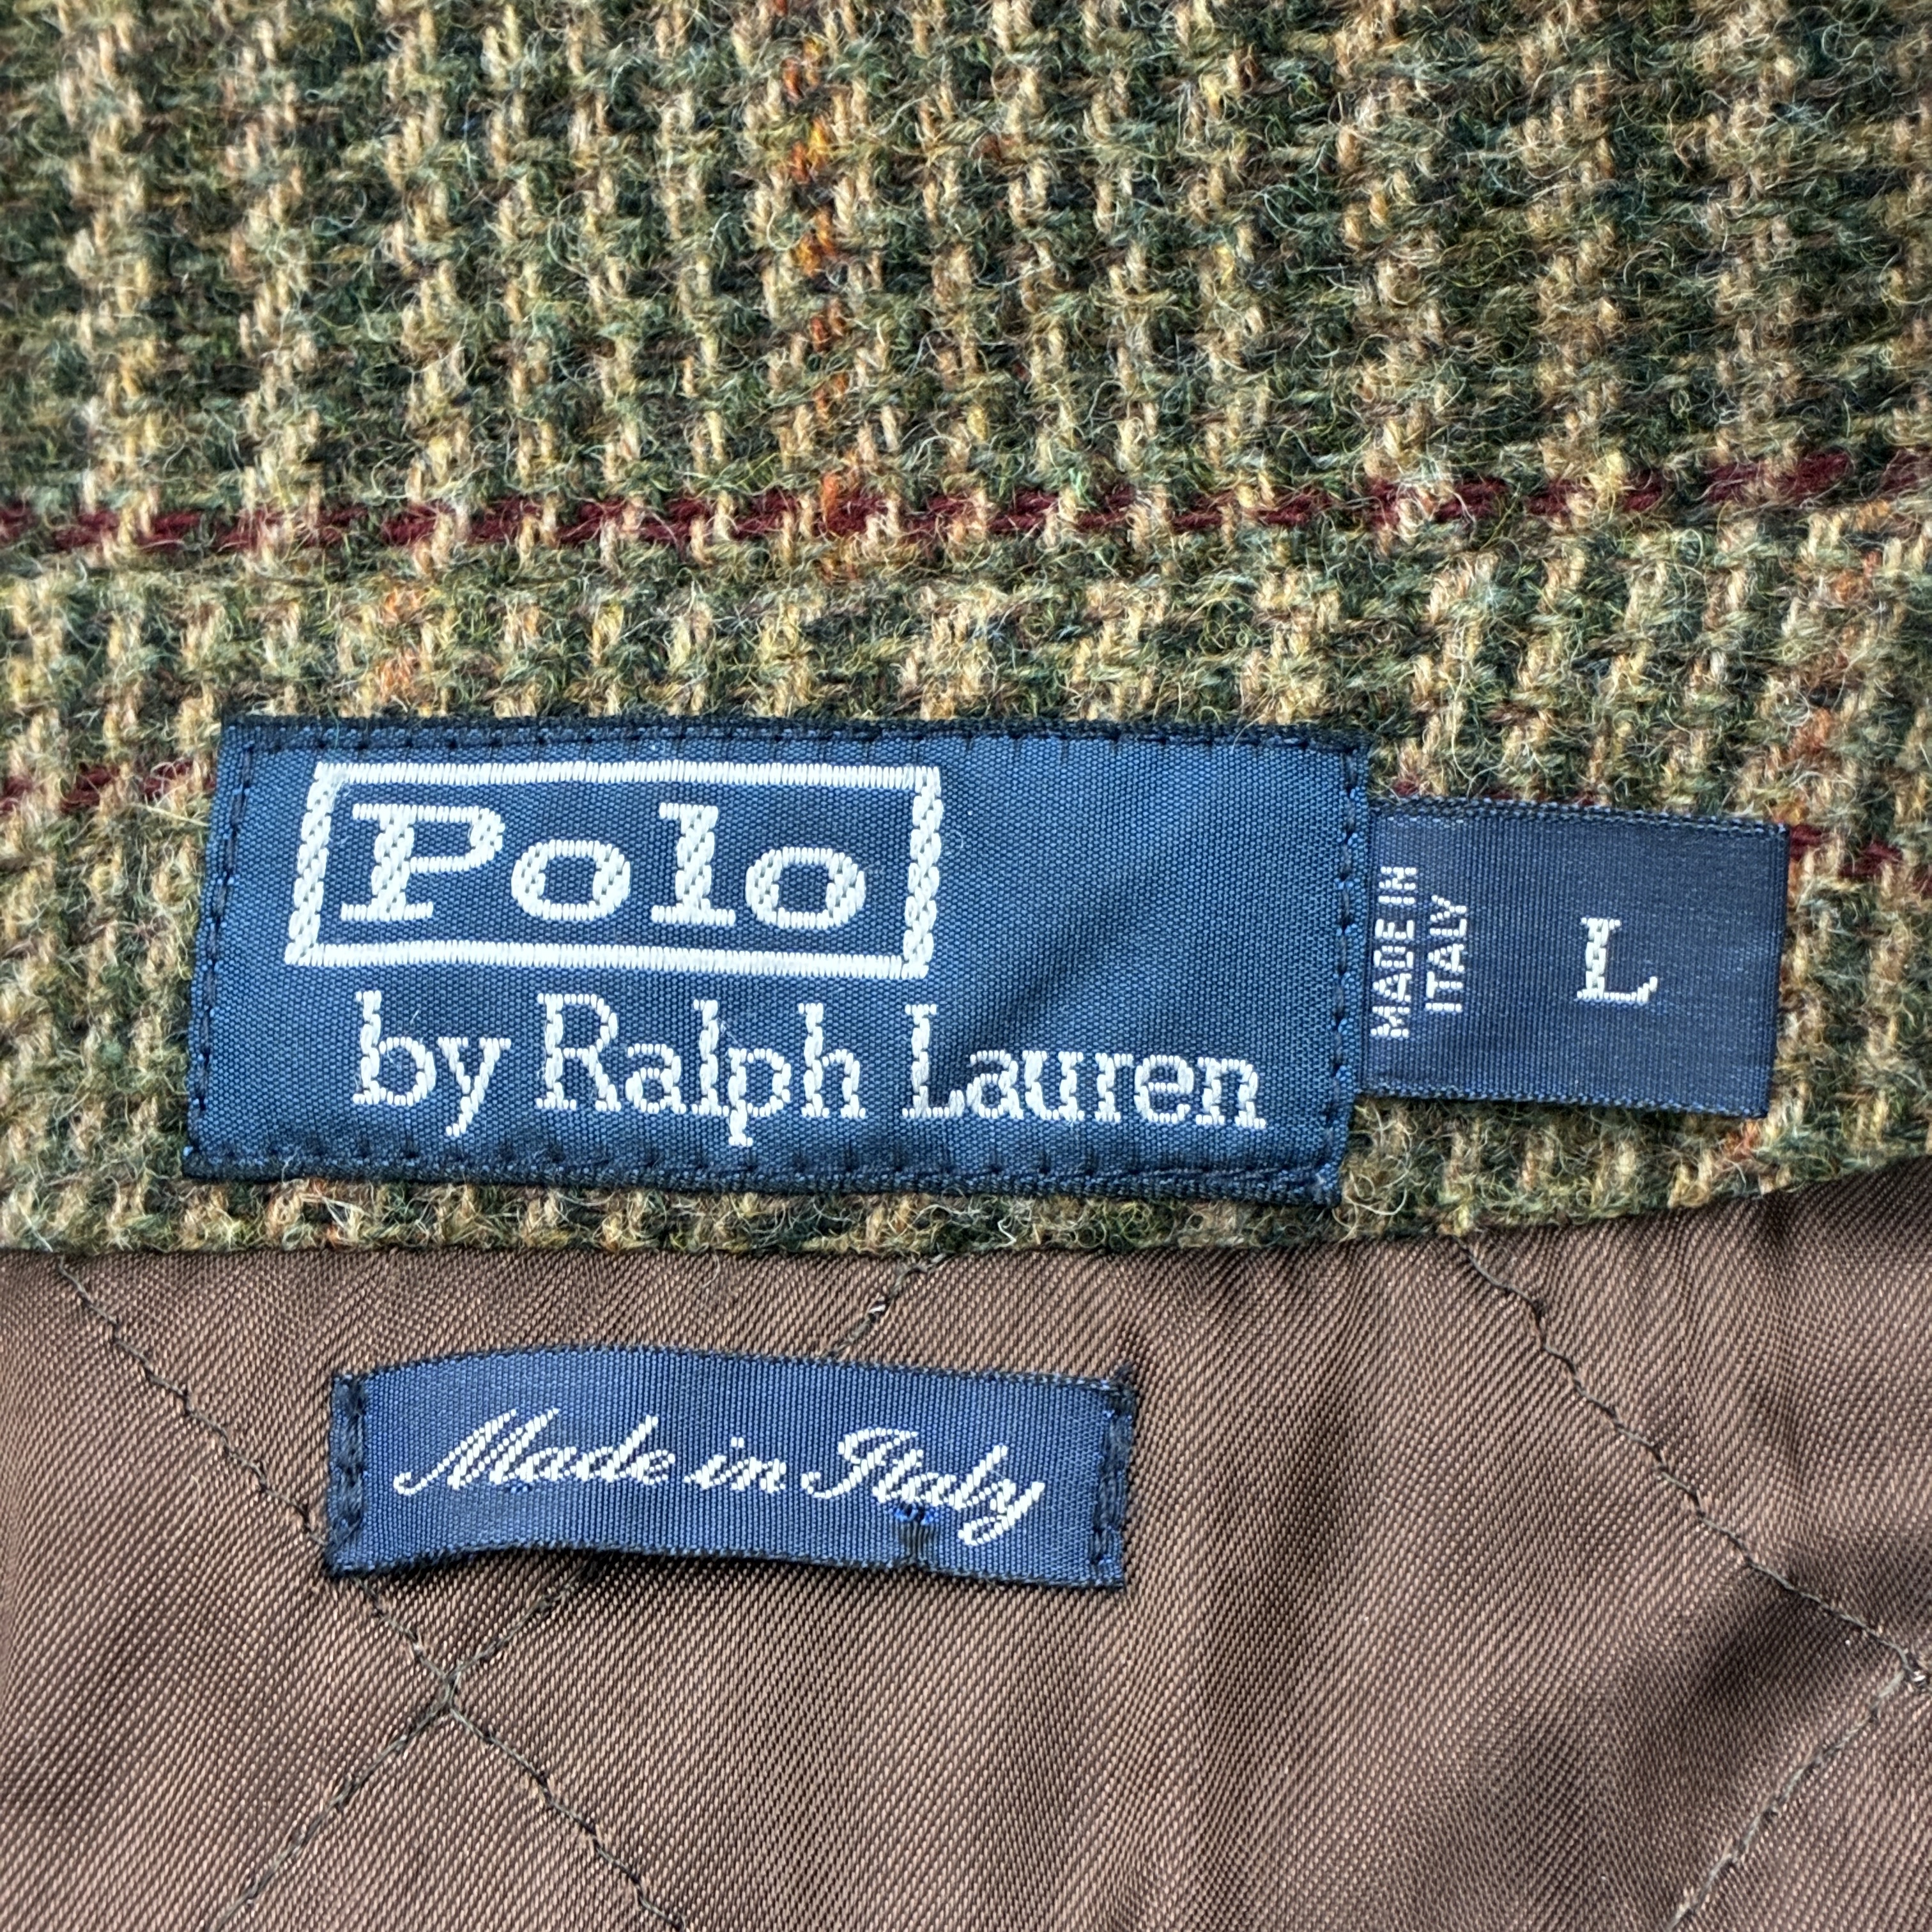 Polo
by Ralph Lauren
MADE IN
ITALY
L
Made in Italy